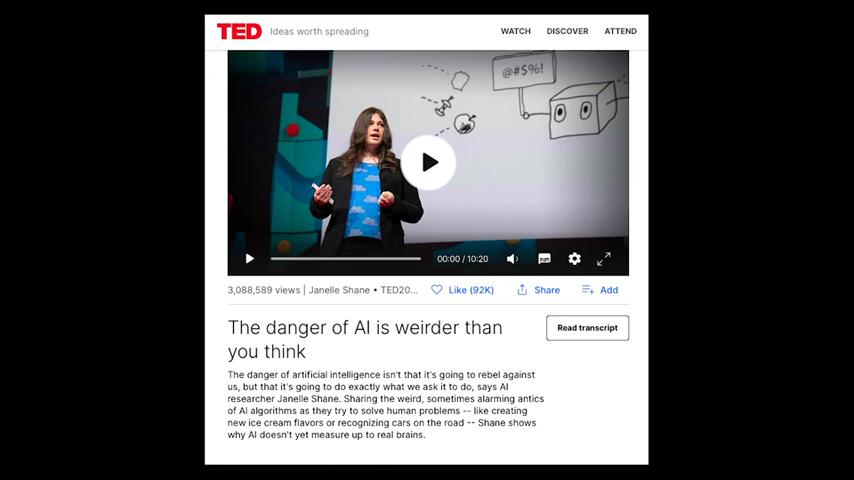 TED Ideas worth spreading WATCH DISCOVER ATTEND
@#$%!
00:00 / 10:20
3,088,589 views | Janelle Shane • TED20... Like (92K) Share Add
The danger of AI is weirder than
you think
Read transcript
The danger of artificial intelligence isn't that it's going to rebel against
us, but that it's going to do exactly what we ask it to do, says AI
researcher Janelle Shane. Sharing the weird, sometimes alarming antics
of AI algorithms as they try to solve human problems -- like creating
new ice cream flavors or recognizing cars on the road -- Shane shows
why AI doesn't yet measure up to real brains.